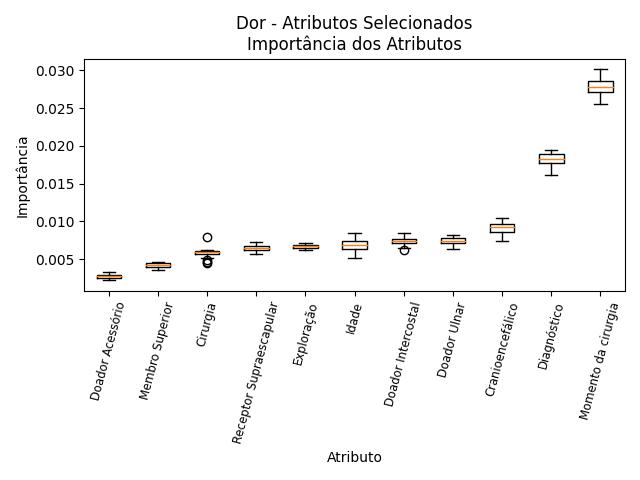 Dor - Atributos Selecionados
Importância dos Atributos
Importância
0.030
0.025
0.020
0.015
0.010
0.005
Doador Acessório
Membro Superior
Cirurgia
Receptor Supraescapular
Exploração
Idade
Doador Intercostal
Doador Ulnar
Cranioencefálico
Diagnóstico
Momento da cirurgia
Atributo